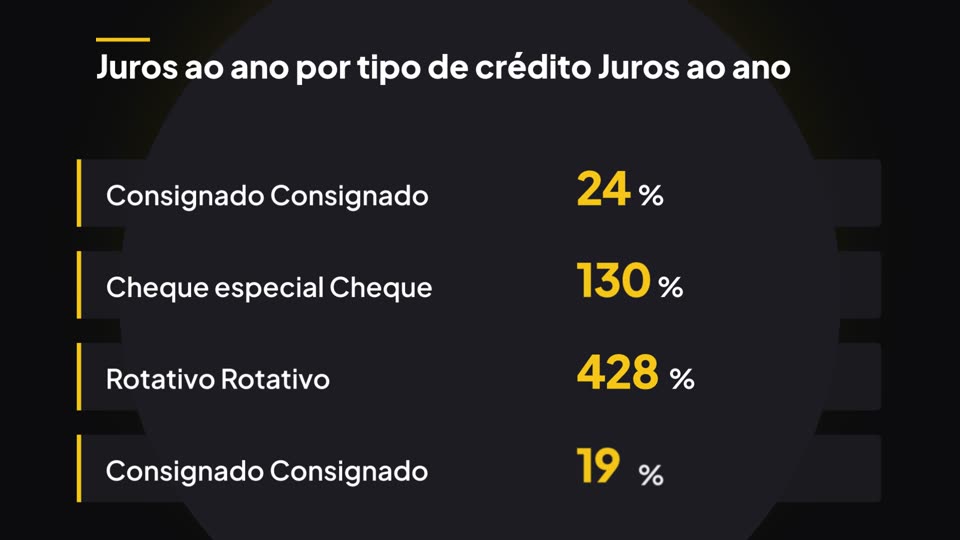 Juros ao ano por tipo de crédito Juros ao ano
Consignado Consignado 24 %
Cheque especial Cheque 130 %
Rotativo Rotativo 428 %
Consignado Consignado 19 %